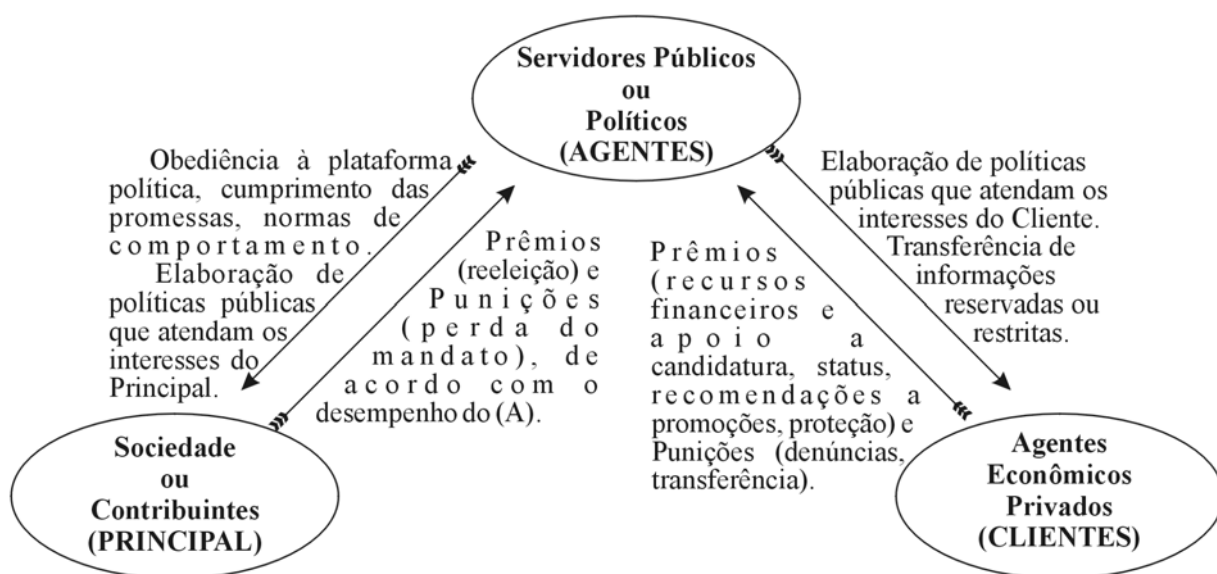 Servidores Públicos
ou
Políticos
(AGENTES)
Obediência à plataforma
política, cumprimento das
promessas, normas de
comportamento.
Elaboração de
políticas públicas
que atendam os
interesses do
Principal.
Prêmios
(reeleição) e
Punições
(perda do
mandato), de
acordo com o
desempenho do (A).
Prêmios
(recursos
financeiros e
apoio a
candidatura, status,
recomendações a
promoções, proteção) e
Punições (denúncias,
transferência).
Elaboração de políticas
públicas que atendam os
interesses do Cliente.
Transferência de
informações
reservadas ou
restritas.
Sociedade
ou
Contribuintes
(PRINCIPAL)
Agentes
Econômicos
Privados
(CLIENTES)